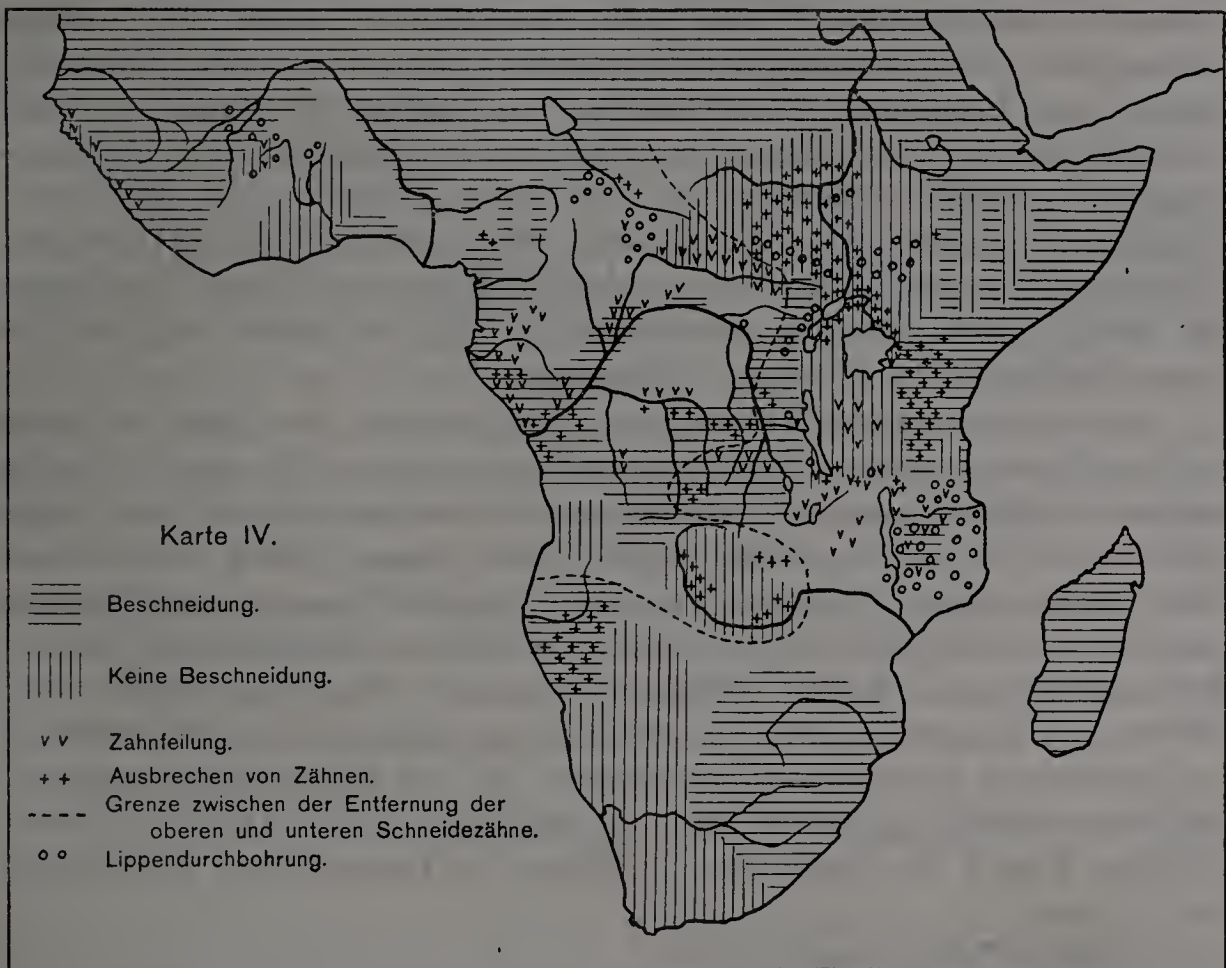 Karte IV.
Beschneidung.
Keine Beschneidung.
v v Zahnfeilung.
+ + Ausbrechen von Zähnen.
Grenze zwischen der Entfernung der
oberen und unteren Schneidezähne.
o o Lippendurchbohrung.